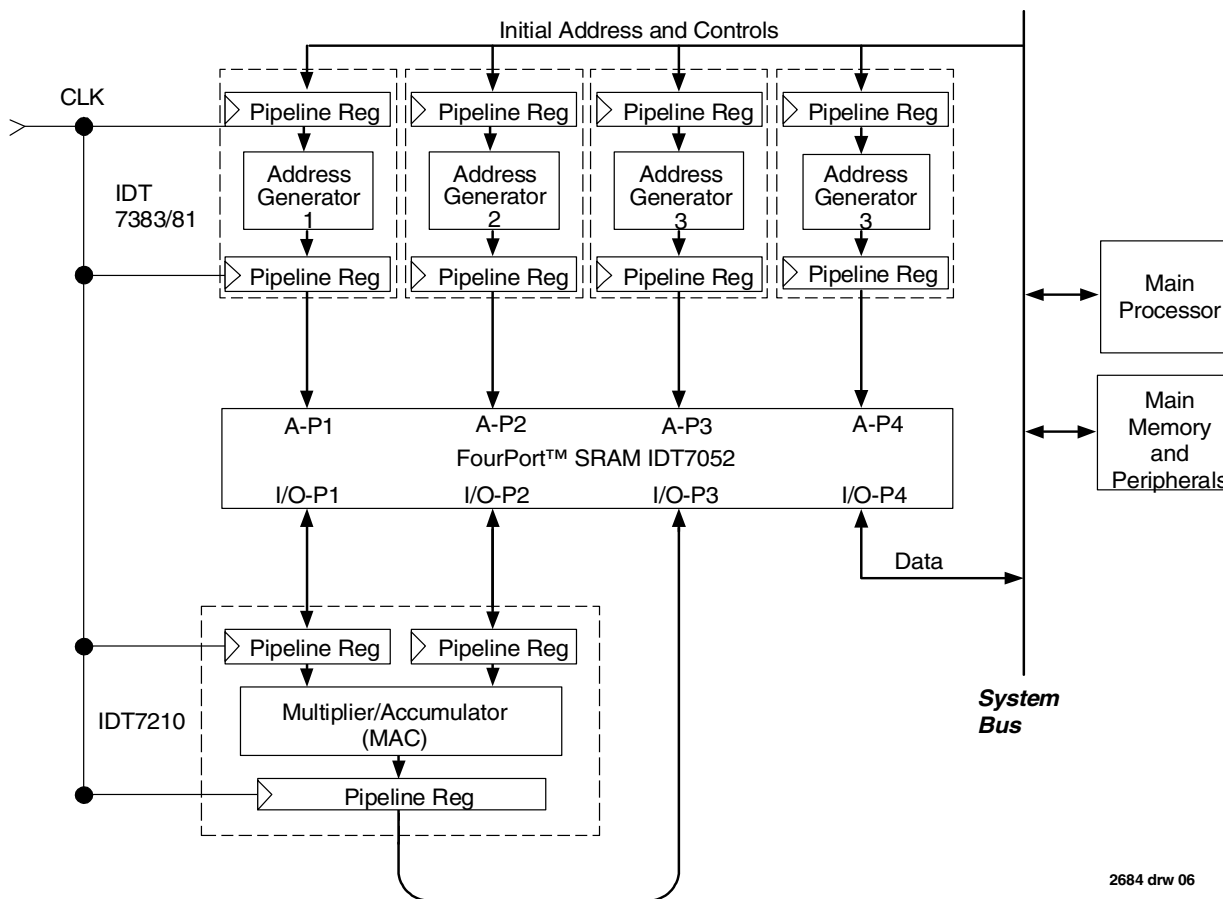 Initial Address and Controls
CLK
Pipeline Reg
Pipeline Reg
Pipeline Reg
Pipeline Reg
IDT
7383/81
Address
Generator
1
Address
Generator
2
Address
Generator
3
Address
Generator
3
Pipeline Reg
Pipeline Reg
Pipeline Reg
Pipeline Reg
Main
Processor
A-P1
A-P2
A-P3
A-P4
FourPort™ SRAM IDT7052
I/O-P1
I/O-P2
I/O-P3
I/O-P4
Main
Memory
and
Peripherals
Data
Pipeline Reg
Pipeline Reg
IDT7210
Multiplier/Accumulator
(MAC)
System
Bus
Pipeline Reg
2684 drw 06